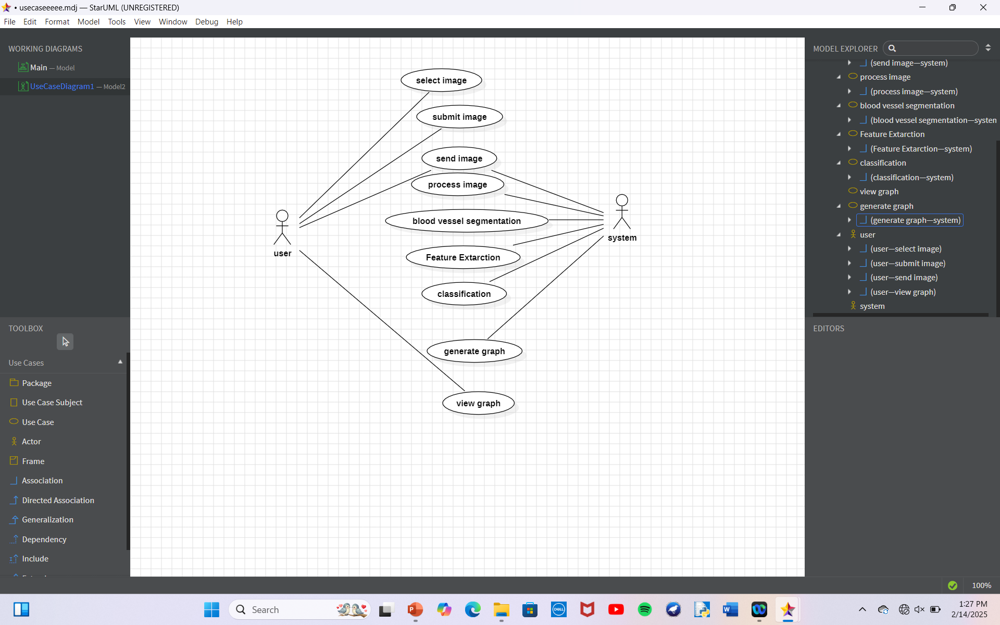 • usecaseeeee.mdj — StarUML (UNREGISTERED)
File Edit Format Model Tools View Window Debug Help
WORKING DIAGRAMS
Main — Model
UseCaseDiagram1 — Model2
TOOLBOX
Use Cases
Package
Use Case Subject
Use Case
Actor
Frame
Association
Directed Association
Generalization
Dependency
Include
select image
submit image
send image
process image
blood vessel segmentation
Feature Extarction
classification
generate graph
view graph
user
system
MODEL EXPLORER
(send image—system)
process image
(process image—system)
blood vessel segmentation
(blood vessel segmentation—system
Feature Extarction
(Feature Extarction—system)
classification
(classification—system)
view graph
generate graph
(generate graph—system)
user
(user—select image)
(user—submit image)
(user—send image)
(user—view graph)
system
EDITORS
100%
Search
DELL
1:27 PM
2/14/2025